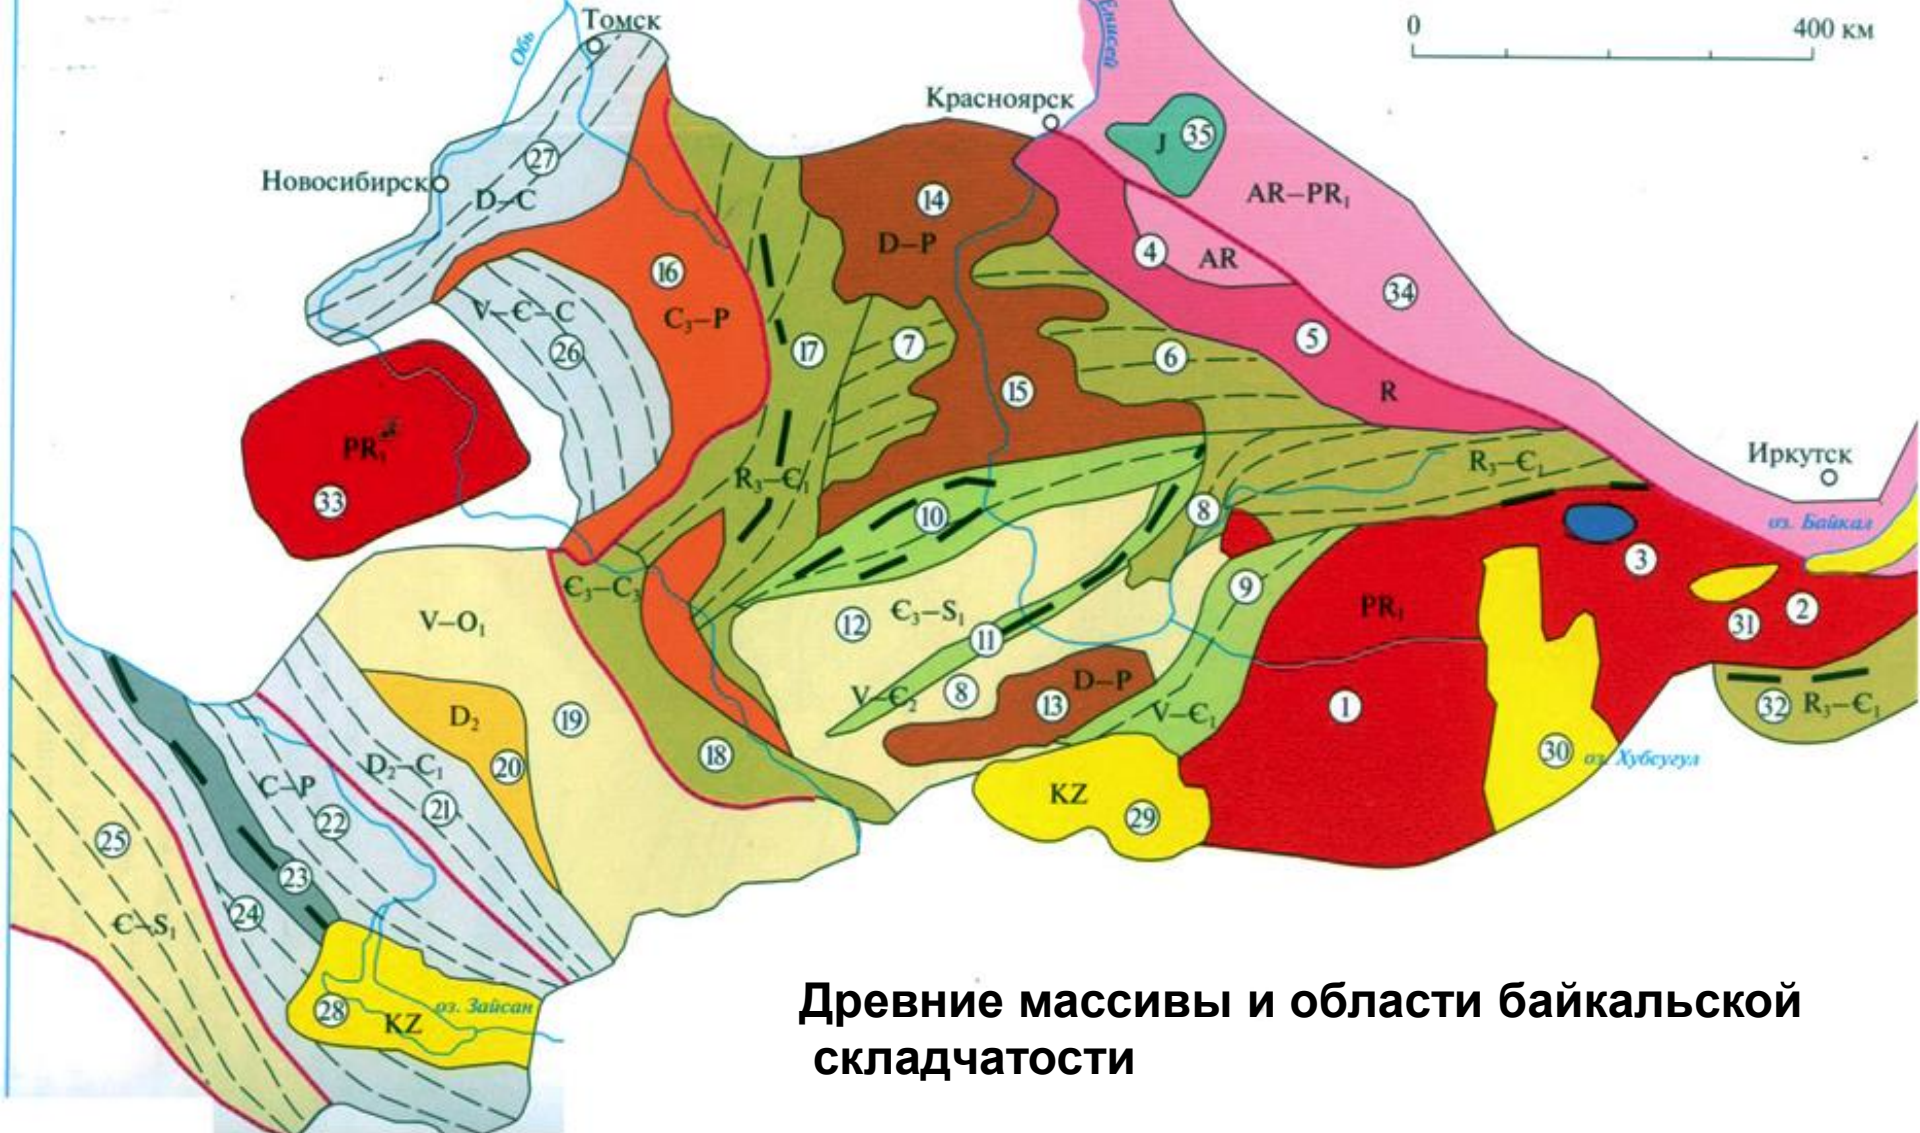 Томск
0
400 км
Обь
Енисей
Красноярск
35
J
27
Новосибирск
D–C
AR–PR₁
14
D–P
4
AR
16
34
V–Є–C
C₃–P
26
17
7
5
6
15
R
PR₁
33
R₃–Є₁
R₃–Є₁
Иркутск
10
8
оз. Байкал
3
Є₃–C₃
9
V–O₁
12
Є₃–S₁
PR₁
2
11
31
D–P
V–Є₂
8
13
V–Є₁
1
32
R₃–Є₁
D₂
19
18
20
30
оз. Хубсугул
D₂–C₁
C–P
21
KZ
29
22
25
23
24
Є–S₁
28
KZ
оз. Зайсан
Древние массивы и области байкальской
складчатости